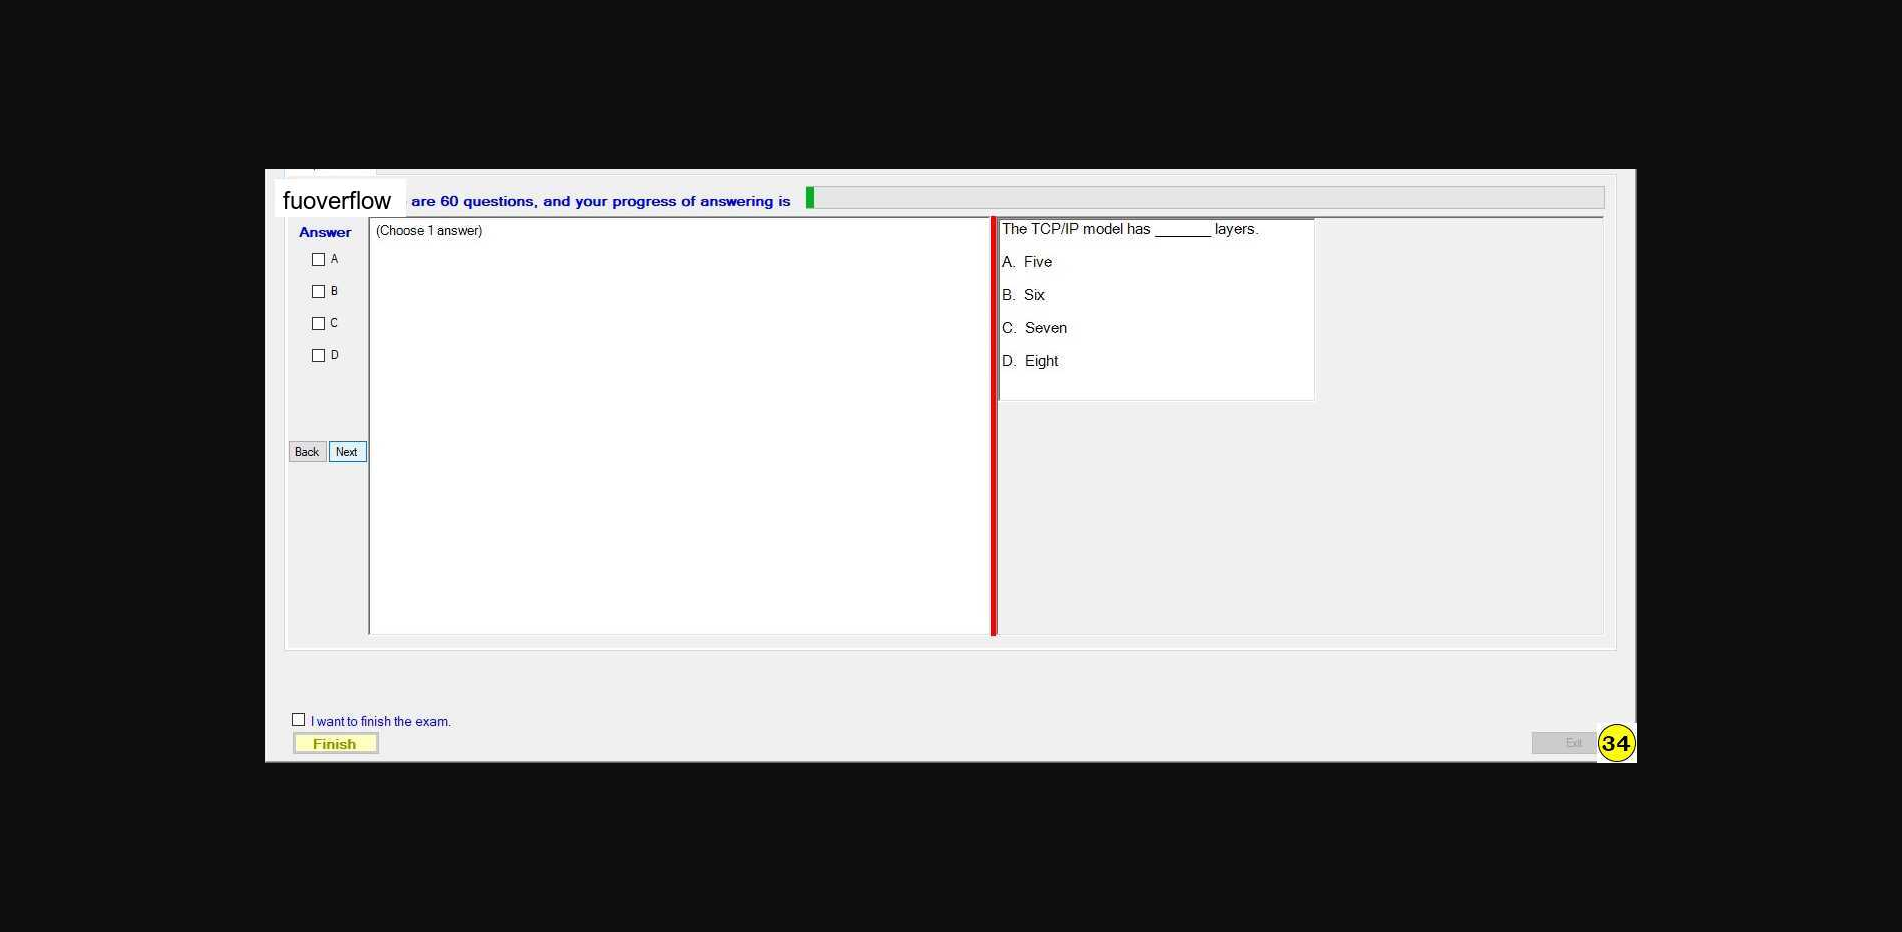 fuoverflow are 60 questions, and your progress of answering is
Answer
A
B
C
D
Back Next
(Choose 1 answer)
The TCP/IP model has _______ layers.
A. Five
B. Six
C. Seven
D. Eight
I want to finish the exam.
Finish
Exit
34